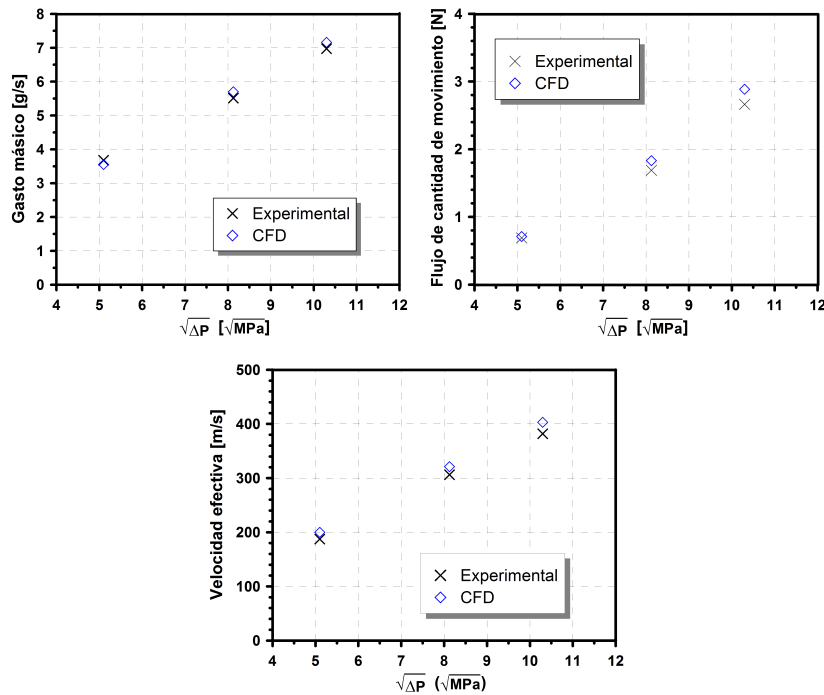 Gasto másico [g/s]
8
7
6
5
4
3
2
1
0
Experimental
CFD
4 5 6 7 8 9 10 11 12
√ΔP [√MPa]
Flujo de cantidad de movimiento [N]
4
3
2
1
0
Experimental
CFD
4 5 6 7 8 9 10 11 12
√ΔP [√MPa]
Velocidad efectiva [m/s]
500
400
300
200
100
0
Experimental
CFD
4 5 6 7 8 9 10 11 12
√ΔP (√MPa)